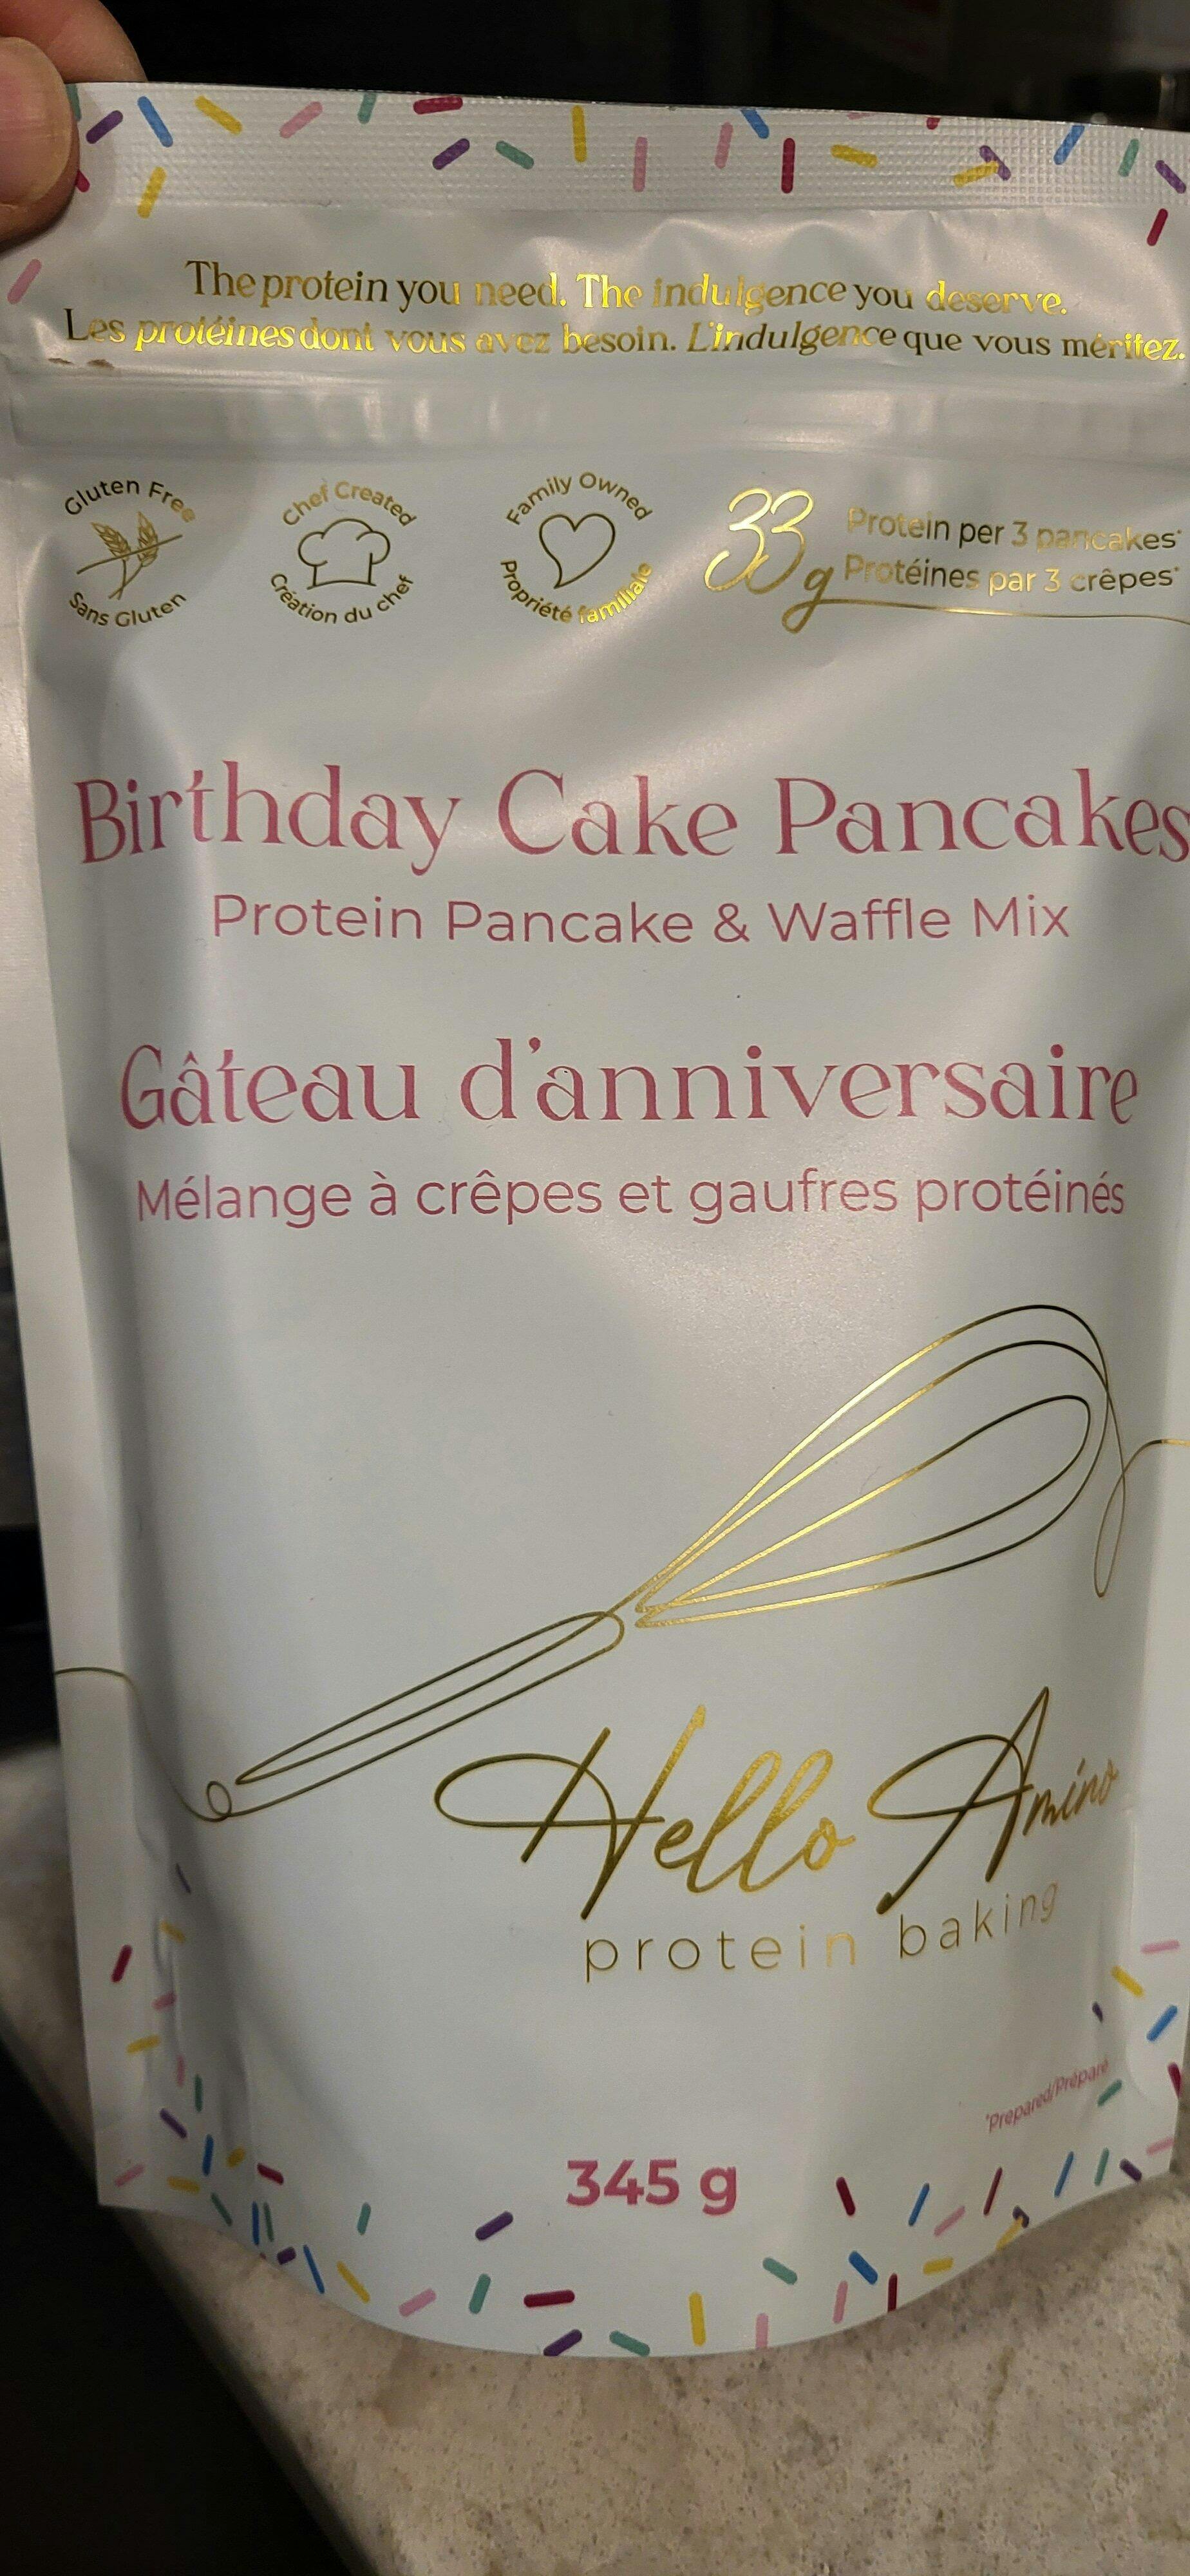 The protein you need. The indulgence you deserve.
Les protéines dont vous avez besoin. L'indulgence que vous méritez.
Gluten Free
Sans Gluten
Chef Created
Création du chef
Family Owned
Propriété familiale
33 g
Protein per 3 pancakes*
Protéines par 3 crêpes*
Birthday Cake Pancakes
Protein Pancake & Waffle Mix
Gâteau d'anniversaire
Mélange à crêpes et gaufres protéinés
Hello Amino
protein baking
*Prepared/Préparé
345 g